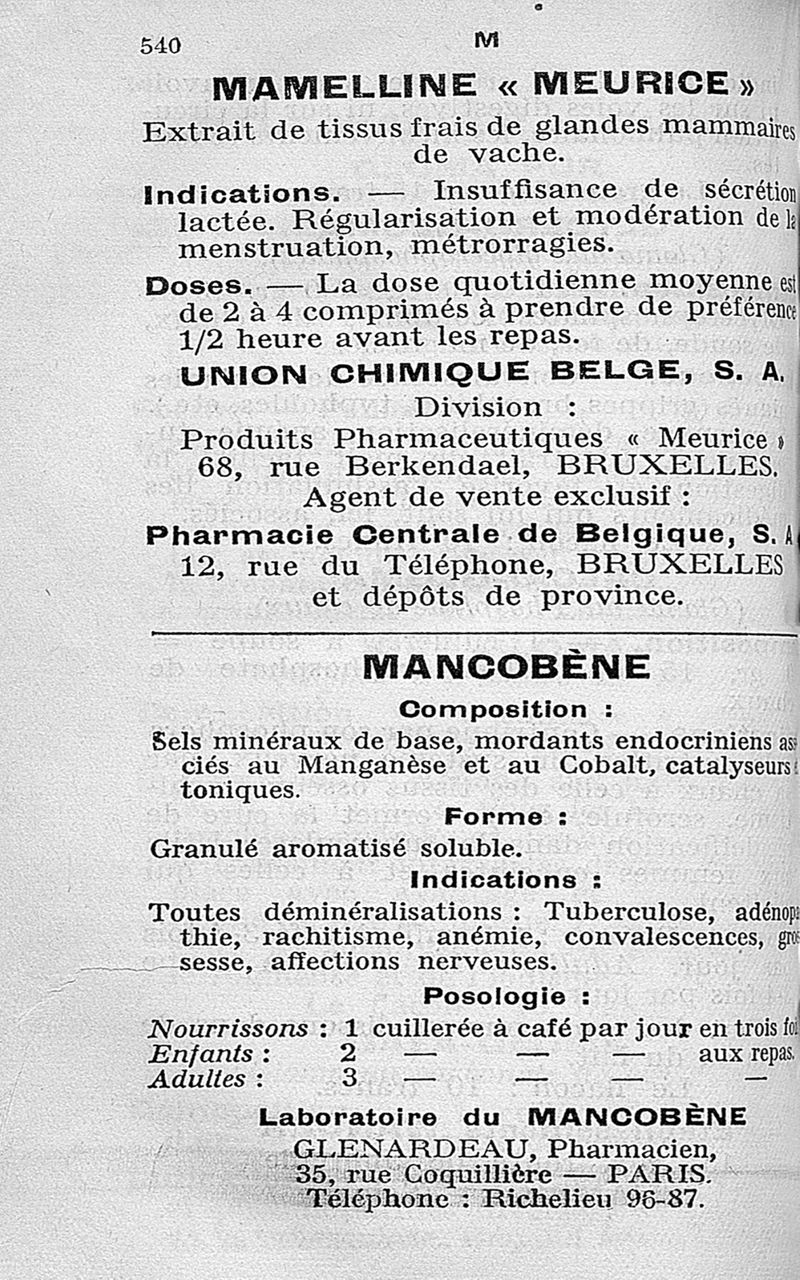 540
M
MAMELLINE « MEURICE »
Extrait de tissus frais de glandes mammaires
de vache.
Indications. — Insuffisance de sécrétion
lactée. Régularisation et modération de la
menstruation, métrorragies.
Doses. — La dose quotidienne moyenne est
de 2 à 4 comprimés à prendre de préférence
1/2 heure avant les repas.
UNION CHIMIQUE BELGE, S. A.
Division :
Produits Pharmaceutiques « Meurice »
68, rue Berkendael, BRUXELLES.
Agent de vente exclusif :
Pharmacie Centrale de Belgique, S. A
12, rue du Téléphone, BRUXELLES
et dépôts de province.
MANCOBÈNE
Composition :
Sels minéraux de base, mordants endocriniens as
ciés au Manganèse et au Cobalt, catalyseurs
toniques.
Forme :
Granulé aromatisé soluble.
Indications :
Toutes déminéralisations : Tuberculose, adénopa
thie, rachitisme, anémie, convalescences, gros
sesse, affections nerveuses.
Posologie :
Nourrissons : 1 cuillerée à café par jour en trois foi
Enfants : 2 — — — aux repas.
Adultes : 3 — — — —
Laboratoire du MANCOBÈNE
GLENARDEAU, Pharmacien,
35, rue Coquillière — PARIS.
Téléphone : Richelieu 96-87.